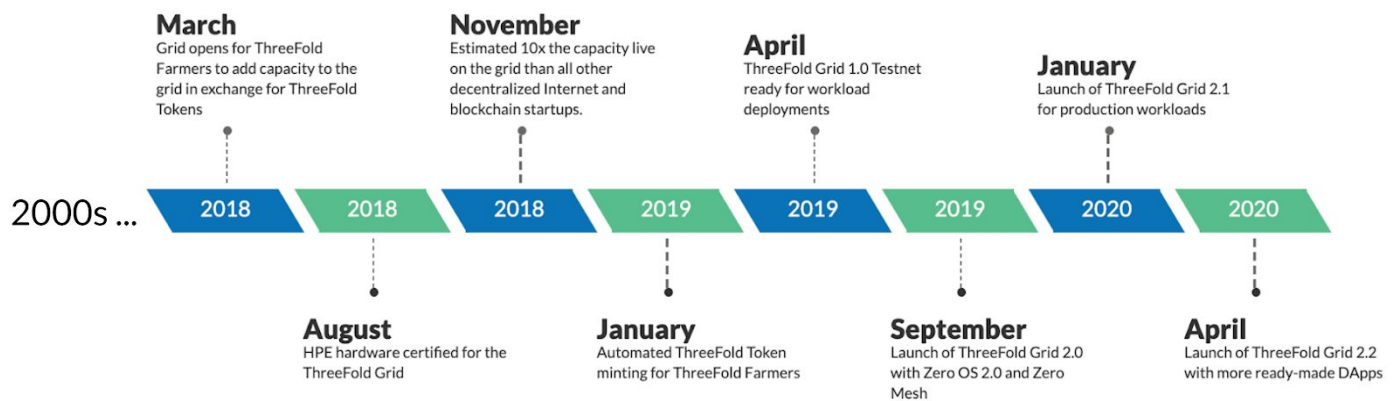 March
Grid opens for ThreeFold
Farmers to add capacity to the
grid in exchange for ThreeFold
Tokens
November
Estimated 10x the capacity live
on the grid than all other
decentralized Internet and
blockchain startups.
April
ThreeFold Grid 1.0 Testnet
ready for workload
deployments
January
Launch of ThreeFold Grid 2.1
for production workloads
2000s ...
2018
2018
2018
2019
2019
2019
2020
2020
August
HPE hardware certified for the
ThreeFold Grid
January
Automated ThreeFold Token
minting for ThreeFold Farmers
September
Launch of ThreeFold Grid 2.0
with Zero OS 2.0 and Zero
Mesh
April
Launch of ThreeFold Grid 2.2
with more ready-made DApps